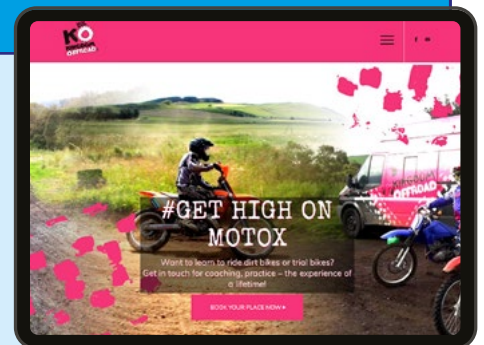 KO
OFFROAD
#GET HIGH ON
MOTOX
Want to learn to ride dirt bikes or trial bikes?
Get in touch for coaching, practice – the experience of
a lifetime!
BOOK YOUR PLACE NOW
OFFROAD